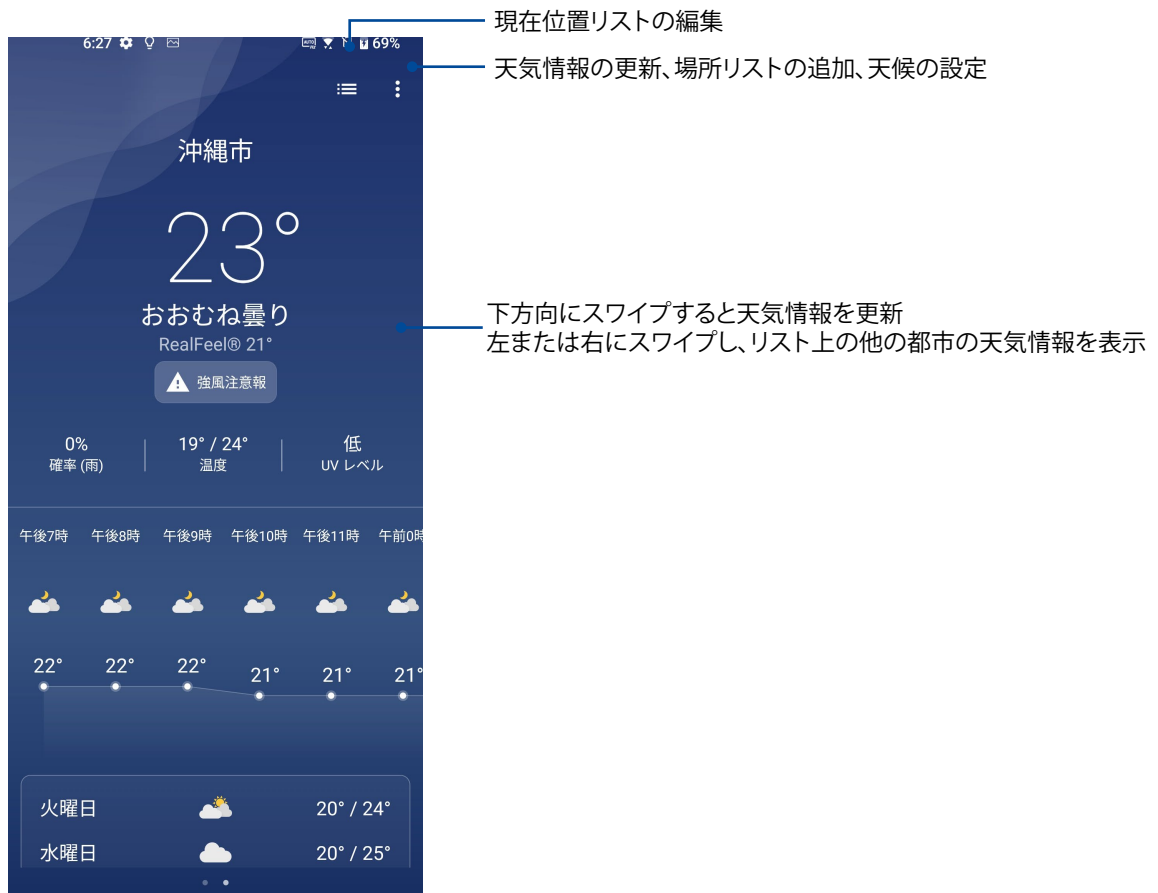 現在位置リストの編集
6:27 69%
天気情報の更新、場所リストの追加、天候の設定
沖縄市
23°
おおむね曇り
RealFeel® 21°
強風注意報
下方向にスワイプすると天気情報を更新
左または右にスワイプし、リスト上の他の都市の天気情報を表示
0% 19° / 24° 低
確率 (雨) 温度 UV レベル
午後7時 午後8時 午後9時 午後10時 午後11時 午前0時
22° 22° 22° 21° 21° 21°
火曜日 20° / 24°
水曜日 20° / 25°